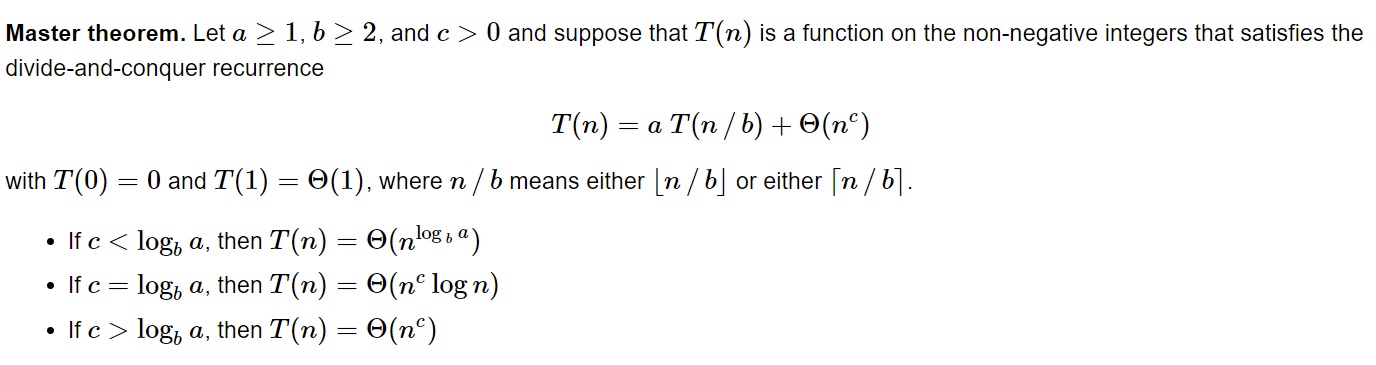 Master theorem. Let a ≥ 1, b ≥ 2, and c > 0 and suppose that T(n) is a function on the non-negative integers that satisfies the
divide-and-conquer recurrence
T(n) = a T(n / b) + Θ(n^c)
with T(0) = 0 and T(1) = Θ(1), where n / b means either ⌊n / b⌋ or either ⌈n / b⌉.
• If c < log_b a, then T(n) = Θ(n^{log_b a})
• If c = log_b a, then T(n) = Θ(n^c log n)
• If c > log_b a, then T(n) = Θ(n^c)